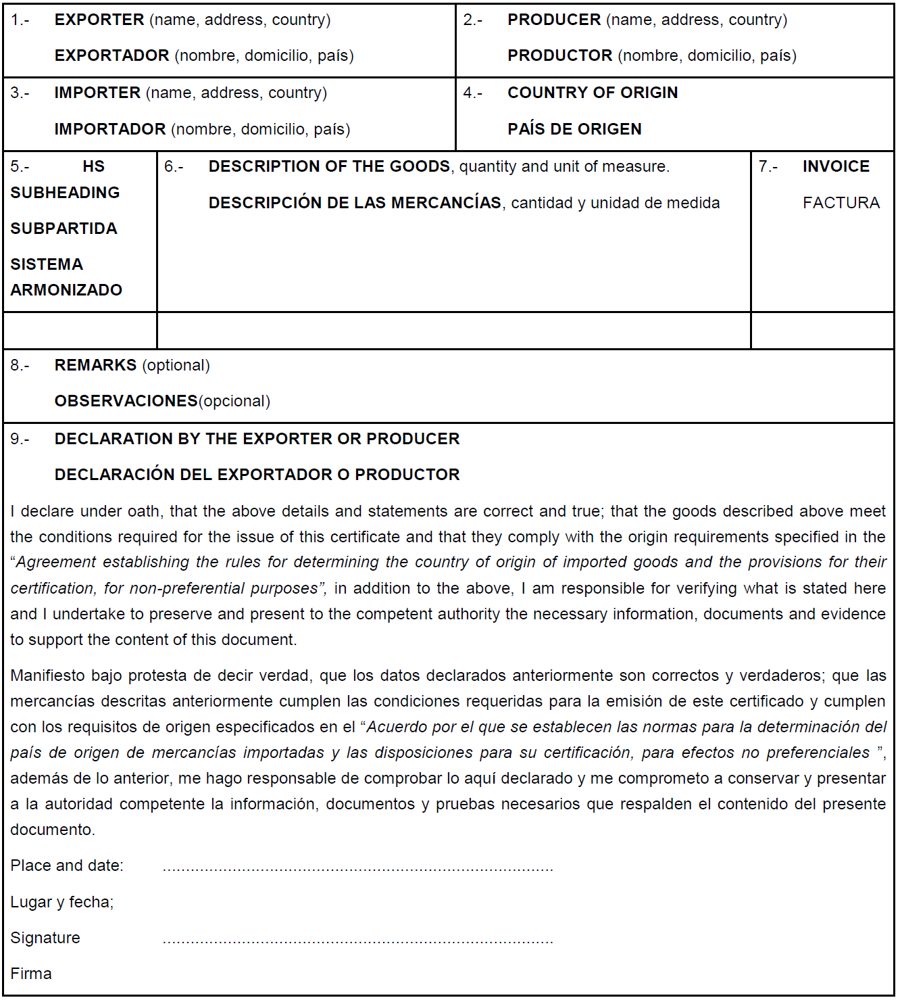 1.- EXPORTER (name, address, country)
EXPORTADOR (nombre, domicilio, país)
2.- PRODUCER (name, address, country)
PRODUCTOR (nombre, domicilio, país)
3.- IMPORTER (name, address, country)
IMPORTADOR (nombre, domicilio, país)
4.- COUNTRY OF ORIGIN
PAÍS DE ORIGEN
5.- HS
SUBHEADING
SUBPARTIDA
SISTEMA
ARMONIZADO
6.- DESCRIPTION OF THE GOODS, quantity and unit of measure.
DESCRIPCIÓN DE LAS MERCANCÍAS, cantidad y unidad de medida
7.- INVOICE
FACTURA
8.- REMARKS (optional)
OBSERVACIONES(opcional)
9.- DECLARATION BY THE EXPORTER OR PRODUCER
DECLARACIÓN DEL EXPORTADOR O PRODUCTOR
I declare under oath, that the above details and statements are correct and true; that the goods described above meet
the conditions required for the issue of this certificate and that they comply with the origin requirements specified in the
“Agreement establishing the rules for determining the country of origin of imported goods and the provisions for their
certification, for non-preferential purposes”, in addition to the above, I am responsible for verifying what is stated here
and I undertake to preserve and present to the competent authority the necessary information, documents and evidence
to support the content of this document.
Manifiesto bajo protesta de decir verdad, que los datos declarados anteriormente son correctos y verdaderos; que las
mercancías descritas anteriormente cumplen las condiciones requeridas para la emisión de este certificado y cumplen
con los requisitos de origen especificados en el “Acuerdo por el que se establecen las normas para la determinación del
país de origen de mercancías importadas y las disposiciones para su certificación, para efectos no preferenciales ”,
además de lo anterior, me hago responsable de comprobar lo aquí declarado y me comprometo a conservar y presentar
a la autoridad competente la información, documentos y pruebas necesarios que respalden el contenido del presente
documento.
Place and date: ....................................................................................
Lugar y fecha;
Signature ....................................................................................
Firma